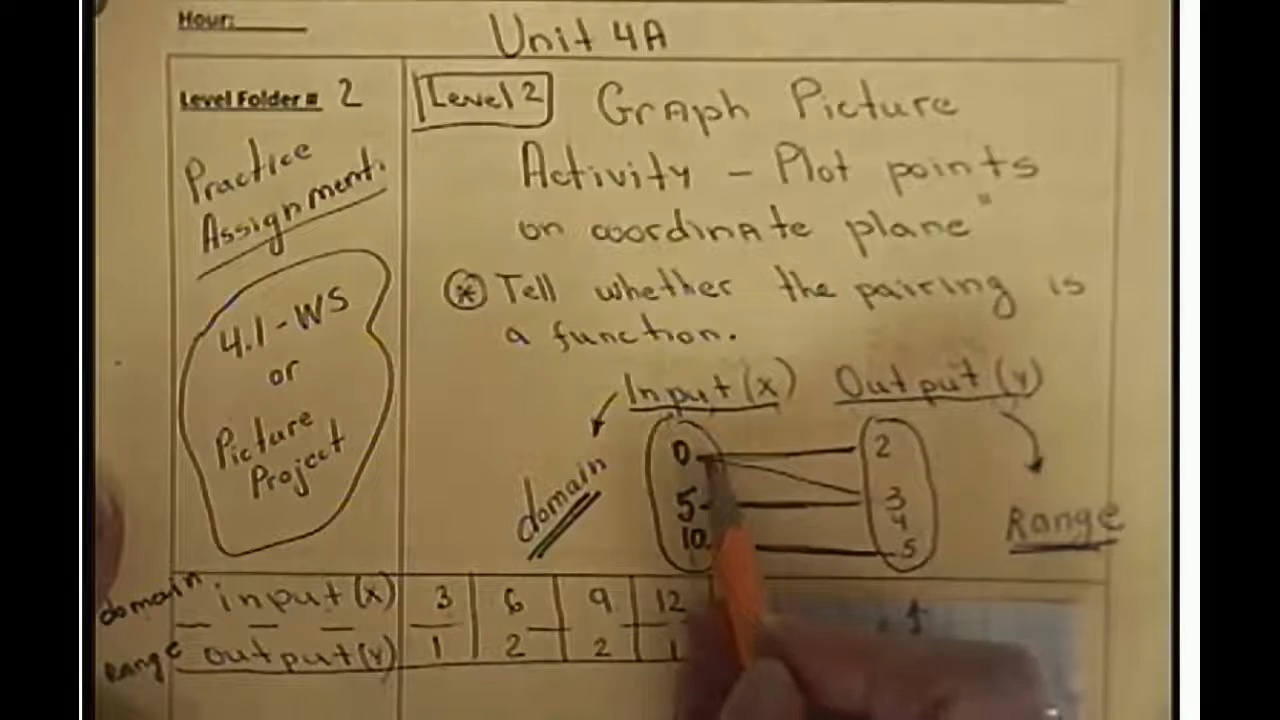 Hour:
Unit 4A
Level Folder # 2
Practice
Assignment.
4.1-WS
or
Picture
Project
Level 2 Graph Picture
Activity - Plot points
on coordinate plane"
* Tell whether the pairing is
a function.
Input (x) Output (y)
domain
0 2
5 3
4
10 5
Range
domain input (x) 3 6 9 12
Range output (y) 1 2 2 1